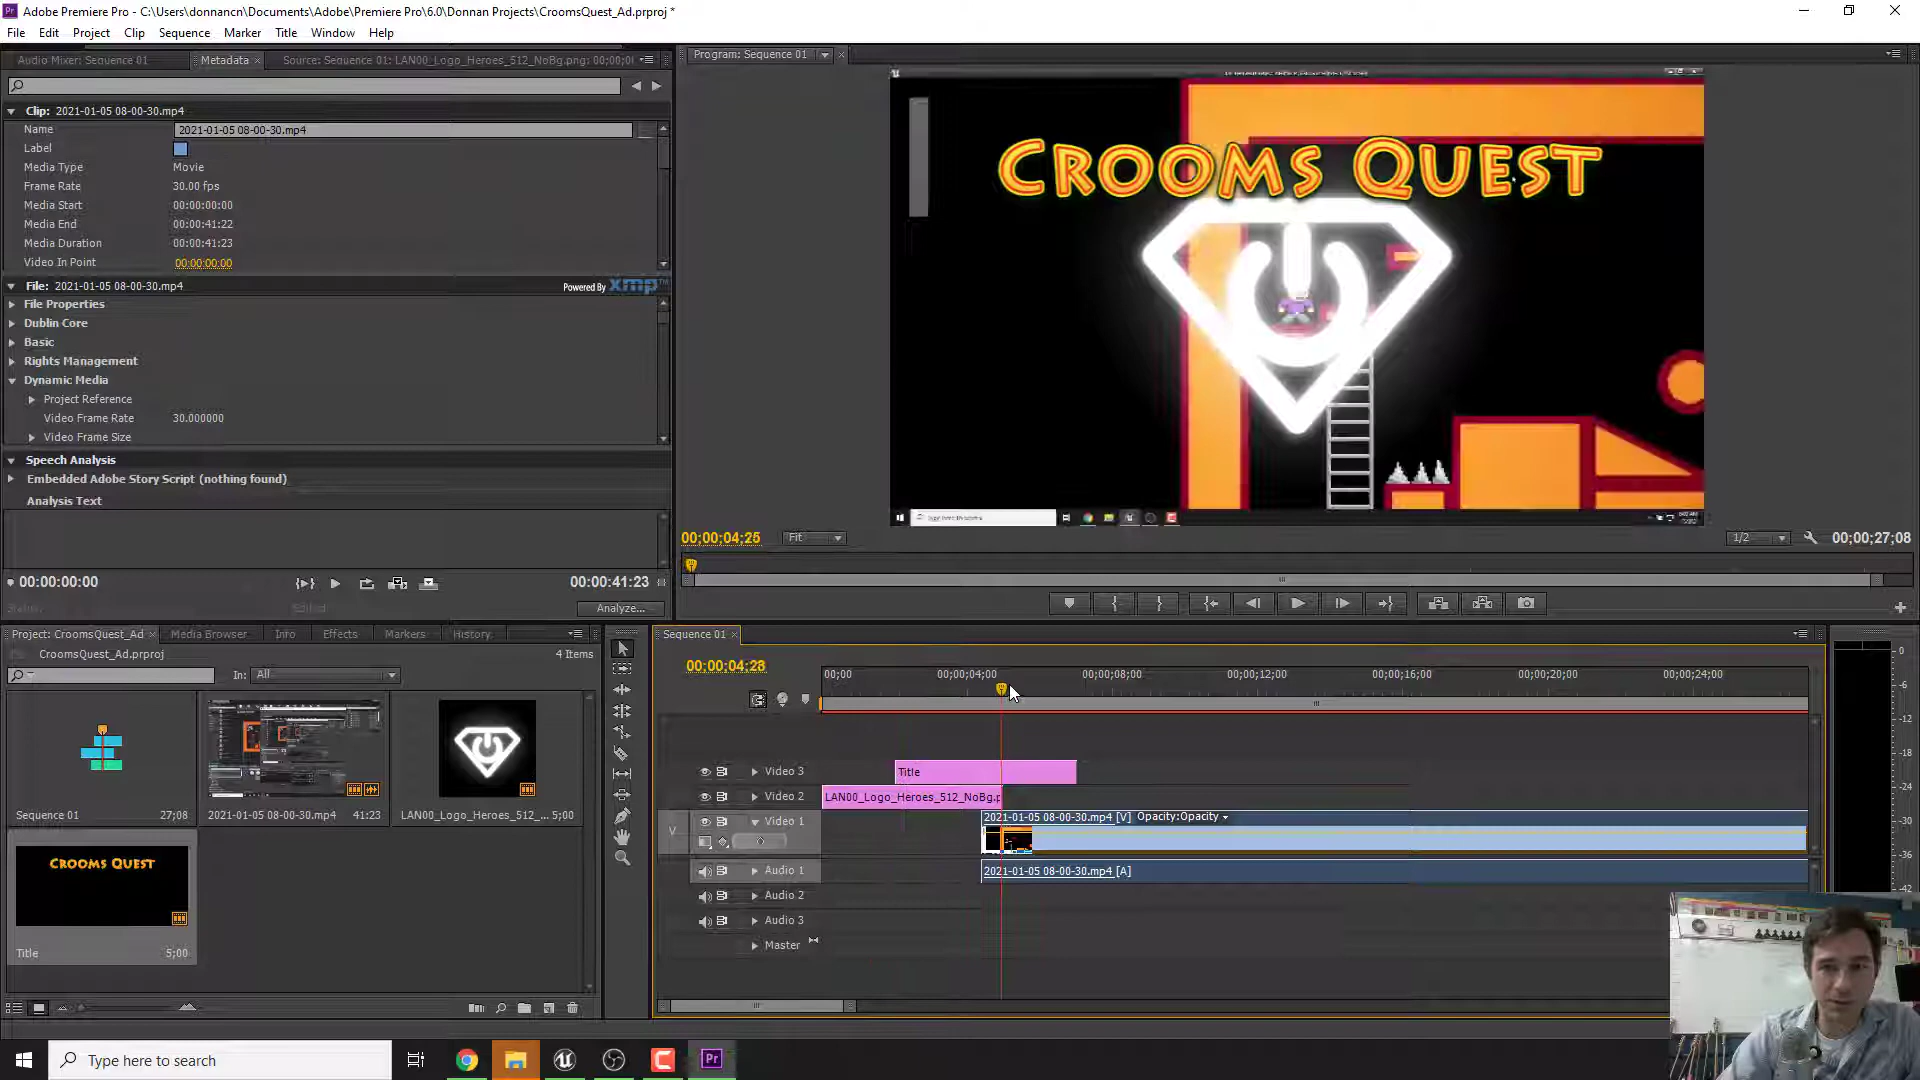 Adobe Premiere Pro - C:\Users\donnancn\Documents\Adobe\Premiere Pro\6.0\Donnan Projects\CroomsQuest_Ad.prproj *
File Edit Project Clip Sequence Marker Title Window Help
Audio Mixer: Sequence 01 Metadata Source: Sequence 01: LAN00_Logo_Heroes_512_NoBg.png: 00;00;0
Program: Sequence 01
Clip: 2021-01-05 08-00-30.mp4
Name 2021-01-05 08-00-30.mp4
Label
Media Type Movie
Frame Rate 30.00 fps
Media Start 00:00:00:00
Media End 00:00:41:22
Media Duration 00:00:41:23
Video In Point 00:00:00:00
File: 2021-01-05 08-00-30.mp4 Powered By xmp
File Properties
Dublin Core
Basic
Rights Management
Dynamic Media
Project Reference
Video Frame Rate 30.000000
Video Frame Size
Speech Analysis
Embedded Adobe Story Script (nothing found)
Analysis Text
00:00:00:00 00:00:41:23
Analyze...
Crooms Quest
00;00;04;25 Fit 1/2 00;00;27;08
Project: CroomsQuest_Ad Media Browser Info Effects Markers History
CroomsQuest_Ad.prproj 4 Items
In: All
Sequence 01 27;08
2021-01-05 08-00-30.mp4 41:23
LAN00_Logo_Heroes_512_... 5;00
Crooms Quest
Title 5;00
Sequence 01
00;00;04;28
00;00 00;00;04;00 00;00;08;00 00;00;12;00 00;00;16;00 00;00;20;00 00;00;24;00
Video 3 Title
Video 2 LAN00_Logo_Heroes_512_NoBg.p
V Video 1 2021-01-05 08-00-30.mp4 [V] Opacity:Opacity
Audio 1 2021-01-05 08-00-30.mp4 [A]
Audio 2
Audio 3
Master
0
-6
-12
-18
-24
-30
-36
-42
Type here to search
Pr